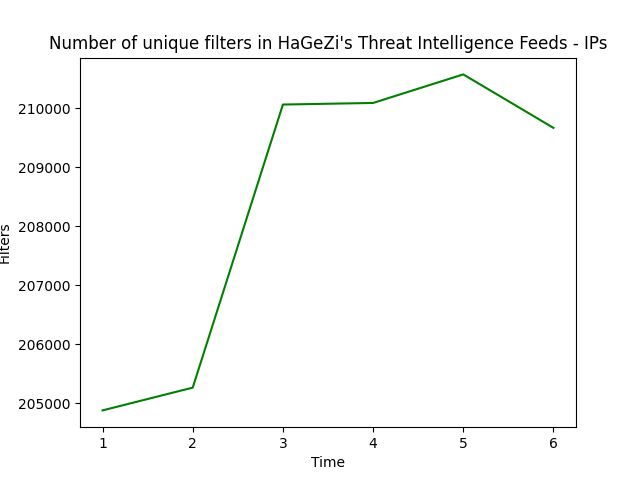 Number of unique filters in HaGeZi's Threat Intelligence Feeds - IPs
210000
209000
208000
207000
206000
205000
Filters
1 2 3 4 5 6
Time